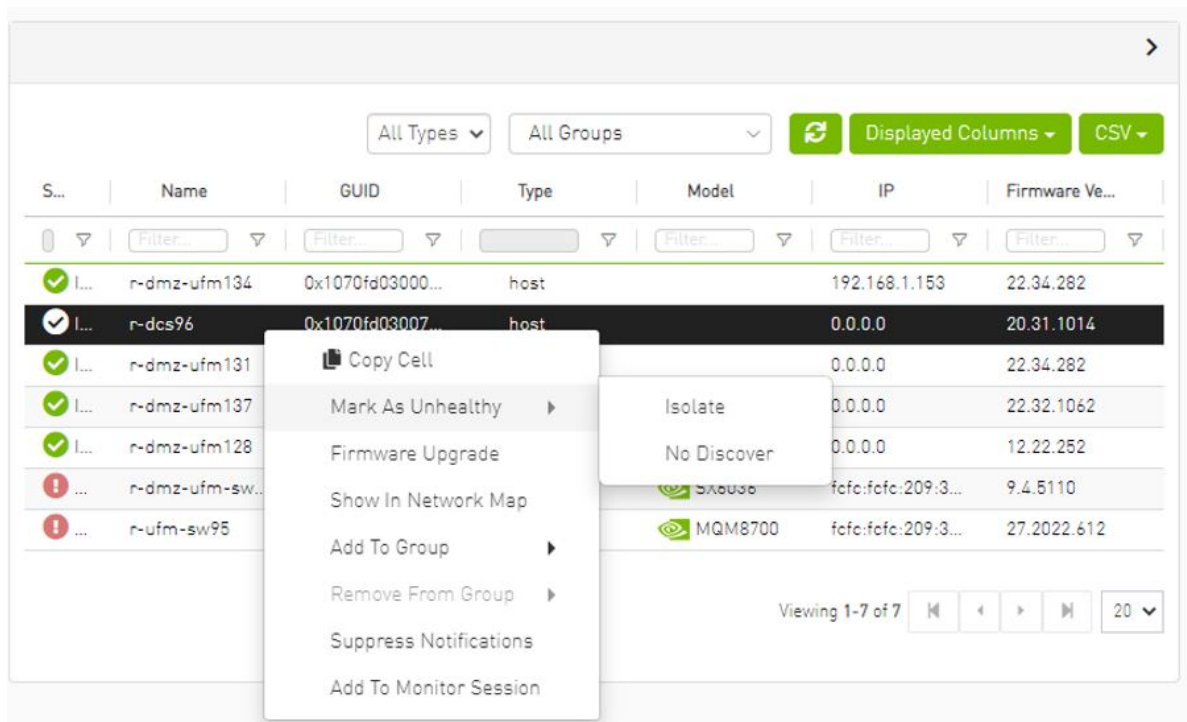 All Types All Groups Displayed Columns CSV
S... Name GUID Type Model IP Firmware Ve...
Filter... Filter... Filter... Filter... Filter...
I... r-dmz-ufm134 0x1070fd03000... host 192.168.1.153 22.34.282
I... r-dcs96 0x1070fd03007... host 0.0.0.0 20.31.1014
I... r-dmz-ufm131 0.0.0.0 22.34.282
I... r-dmz-ufm137 0.0.0.0 22.32.1062
I... r-dmz-ufm128 0.0.0.0 12.22.252
... r-dmz-ufm-sw... SX6036 fcfc:fcfc:209:3... 9.4.5110
... r-ufm-sw95 MQM8700 fcfc:fcfc:209:3... 27.2022.612
Copy Cell
Mark As Unhealthy
Isolate
No Discover
Firmware Upgrade
Show In Network Map
Add To Group
Remove From Group
Suppress Notifications
Add To Monitor Session
Viewing 1-7 of 7 20